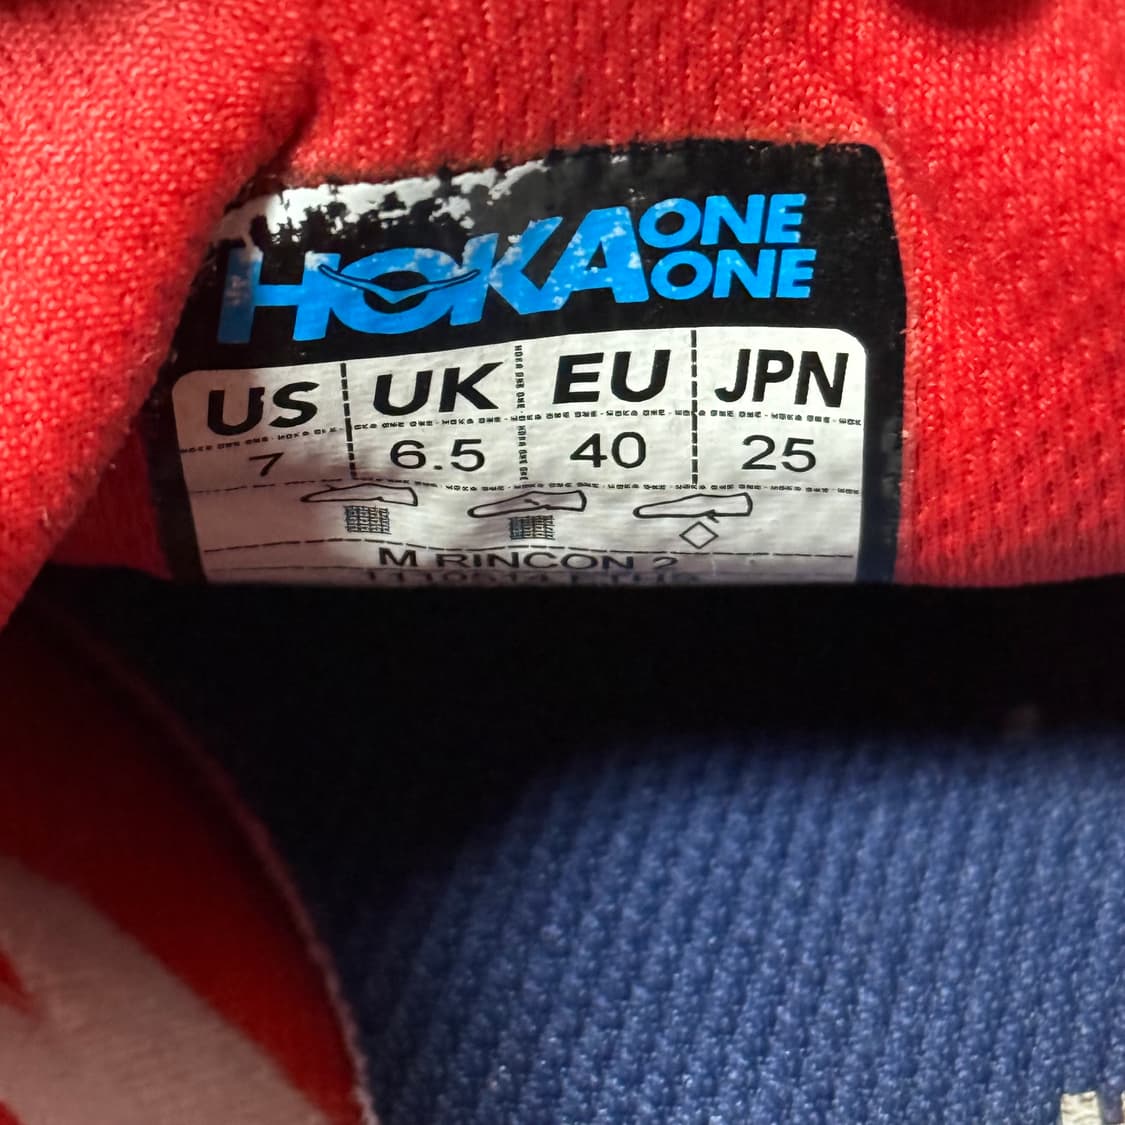 HOKA ONE ONE
US UK EU JPN
7 6.5 40 25
M RINCON 2